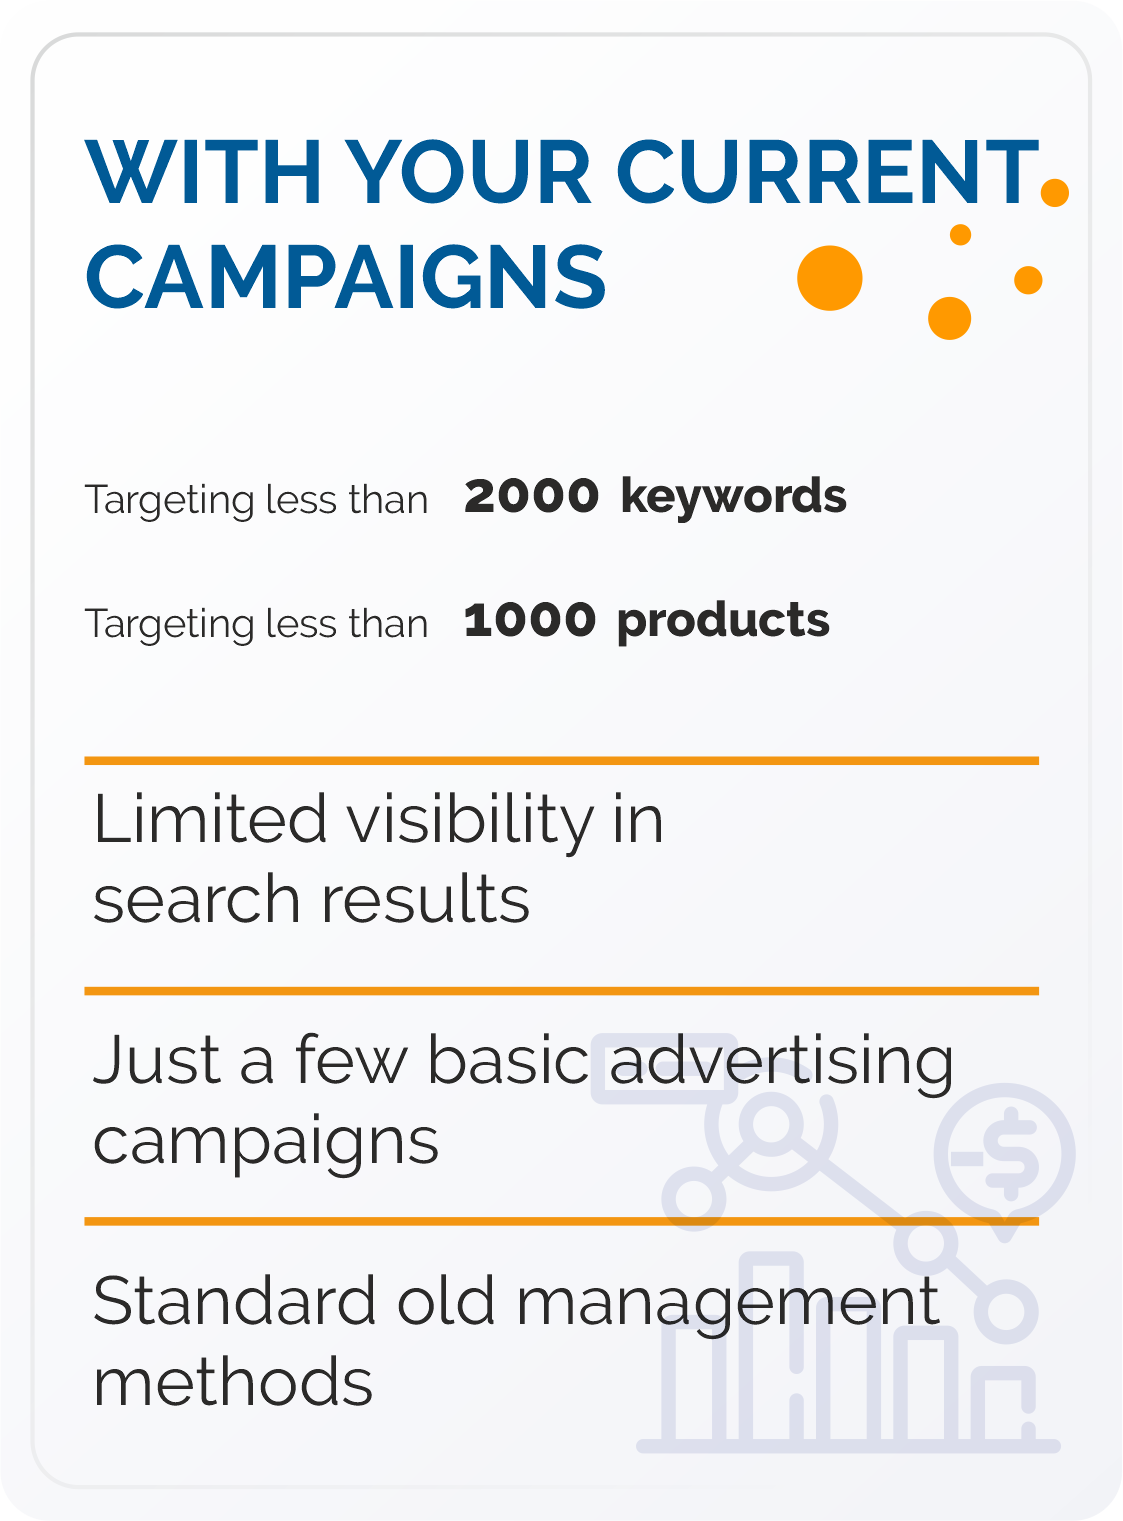 WITH YOUR CURRENT
CAMPAIGNS
Targeting less than 2000 keywords
Targeting less than 1000 products
Limited visibility in
search results
Just a few basic advertising
campaigns
-$
Standard old management
methods